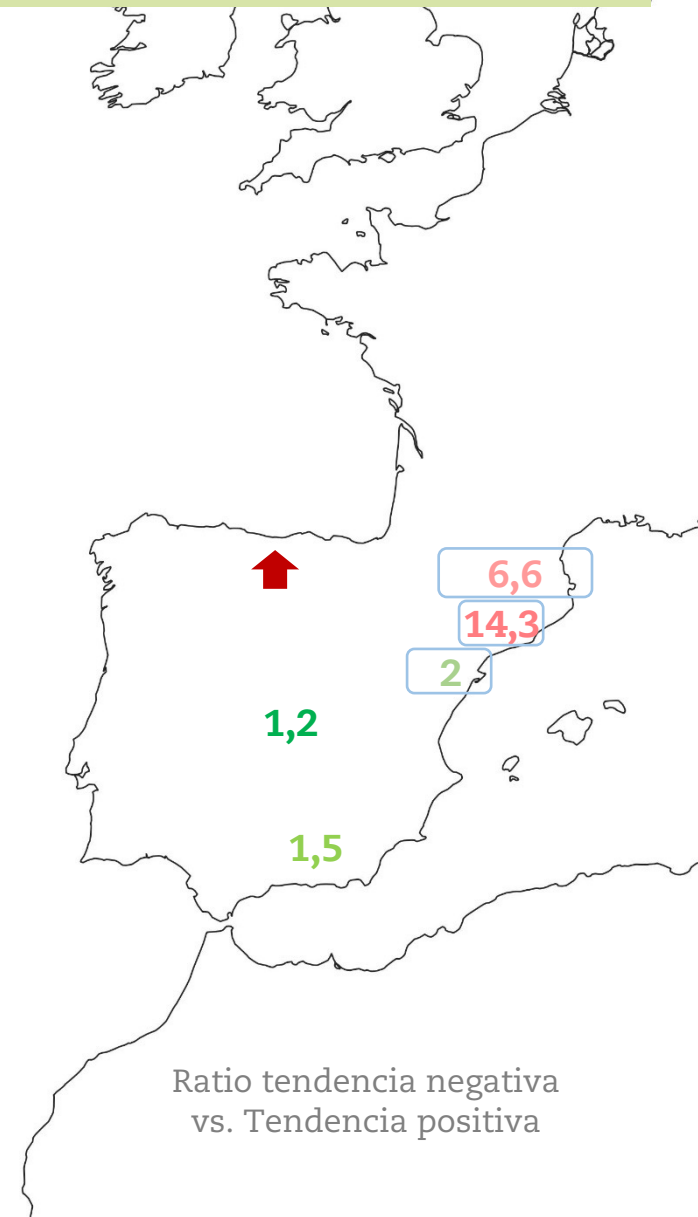 6,6
14,3
2
1,2
1,5
Ratio tendencia negativa
vs. Tendencia positiva